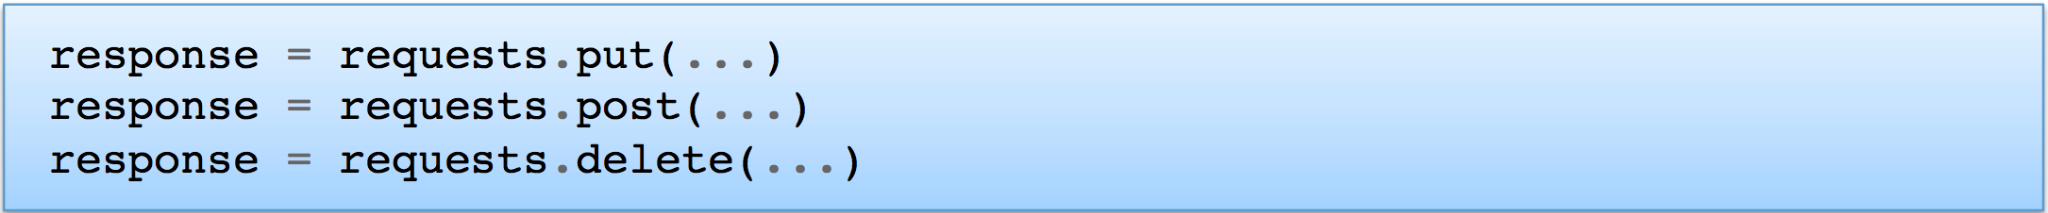 response = requests.put(...)
response = requests.post(...)
response = requests.delete(...)